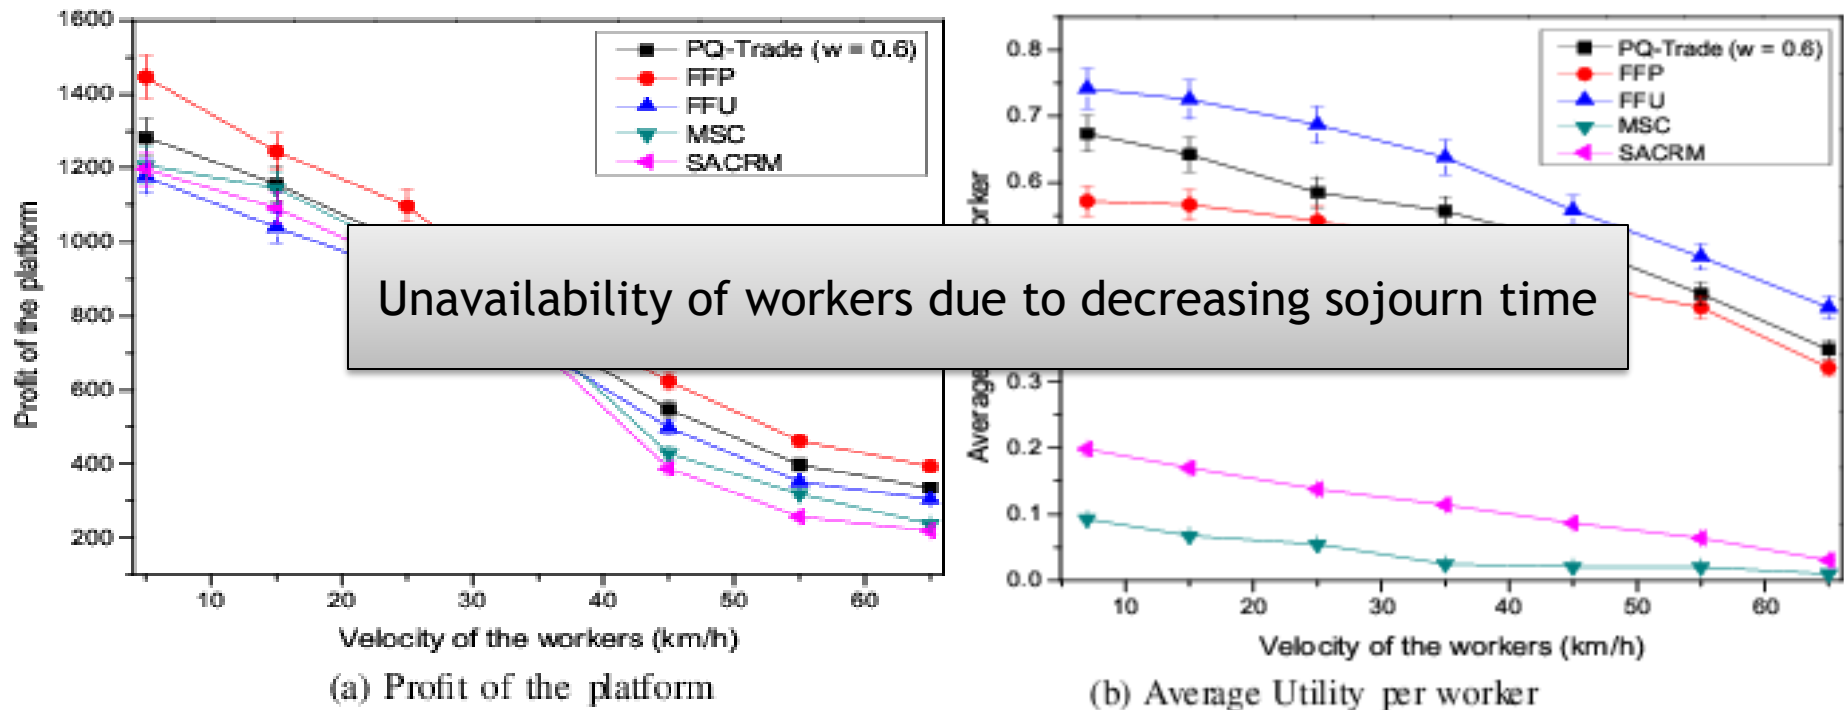 1600
1400
1200
1000
800
600
400
200
Profit of the platform
PQ-Trade (w = 0.6)
FFP
FFU
MSC
SACRM
10 20 30 40 50 60
Velocity of the workers (km/h)
(a) Profit of the platform
0.8
0.7
0.6
0.3
0.2
0.1
0.0
Average
PQ-Trade (w = 0.6)
FFP
FFU
MSC
SACRM
10 20 30 40 50 60
Velocity of the workers (km/h)
(b) Average Utility per worker
Unavailability of workers due to decreasing sojourn time